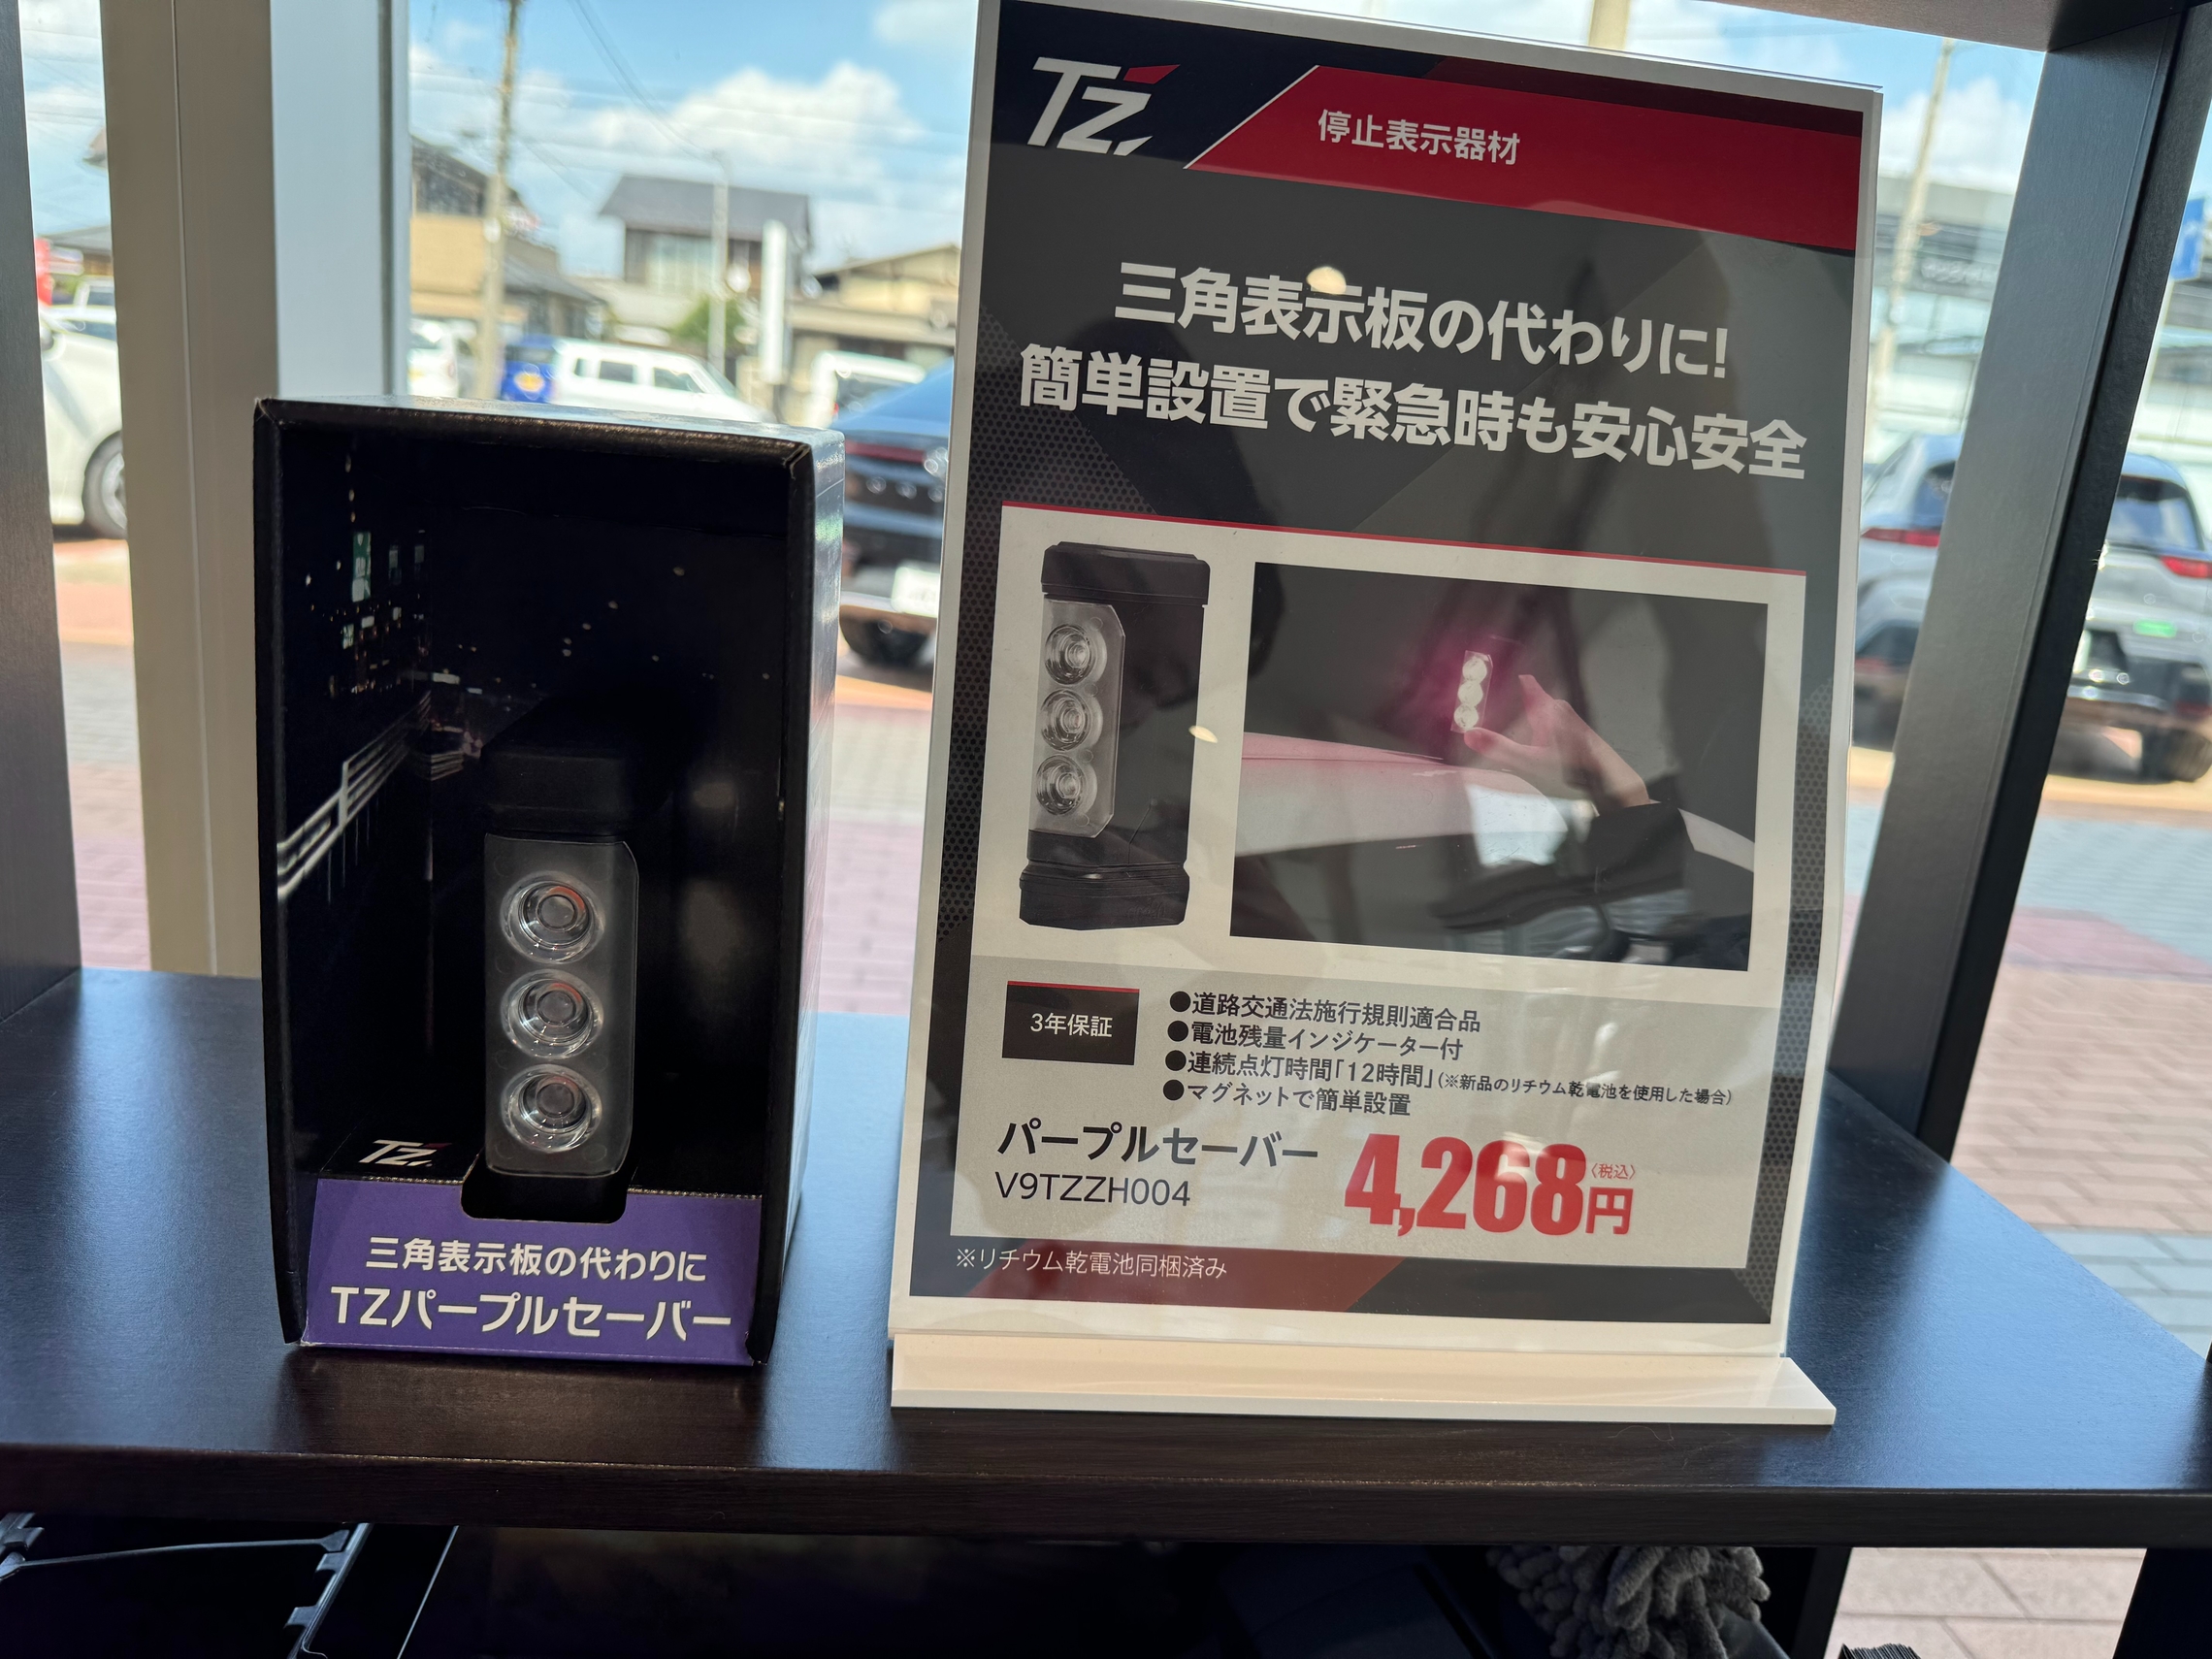 TZ
停止表示器材
三角表示板の代わりに!
簡単設置で緊急時も安心安全
3年保証
●道路交通法施行規則適合品
●電池残量インジケーター付
●連続点灯時間「12時間」(※新品のリチウム乾電池を使用した場合)
●マグネットで簡単設置
パープルセーバー
V9TZZH004
4,268円〈税込〉
※リチウム乾電池同梱済み
TZ
三角表示板の代わりに
TZパープルセーバー